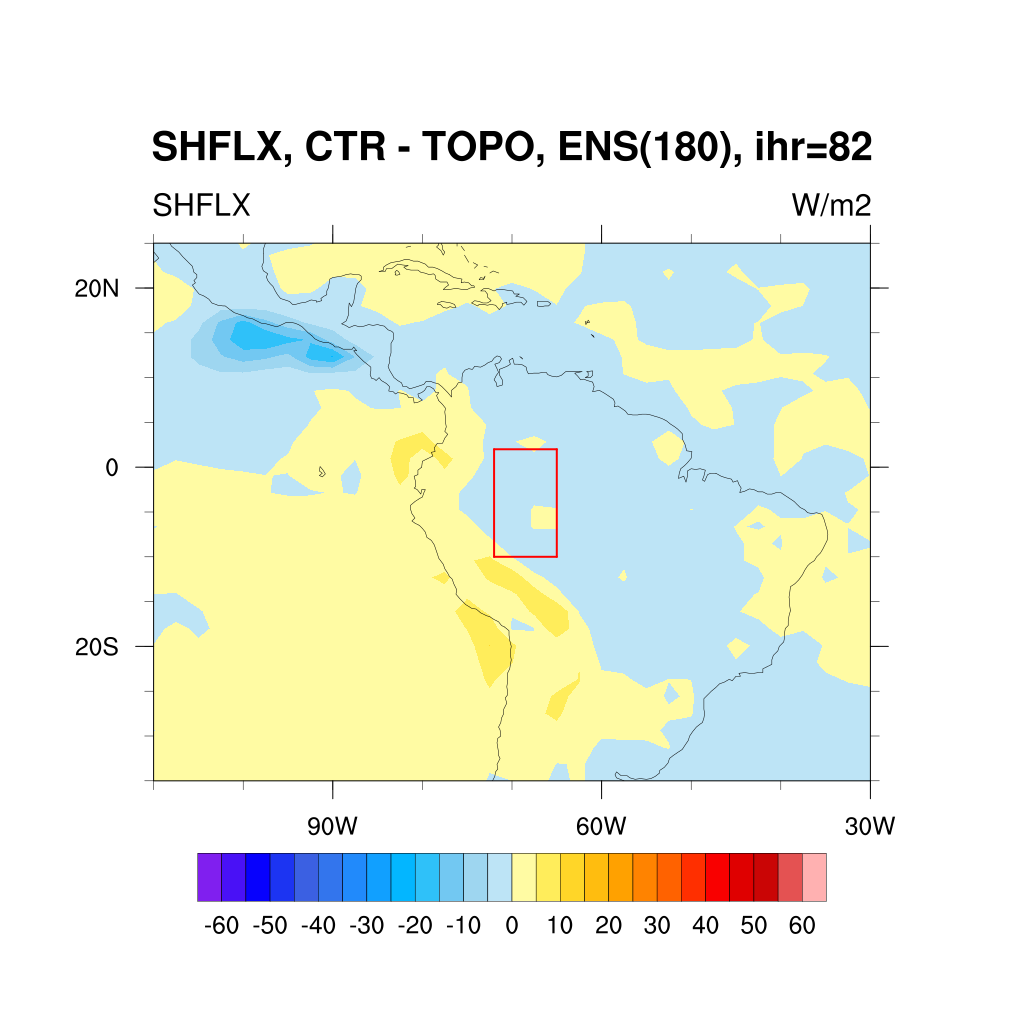 SHFLX, CTR - TOPO, ENS(180), ihr=82
SHFLX W/m2
20N
0
20S
90W 60W 30W
-60 -50 -40 -30 -20 -10 0 10 20 30 40 50 60